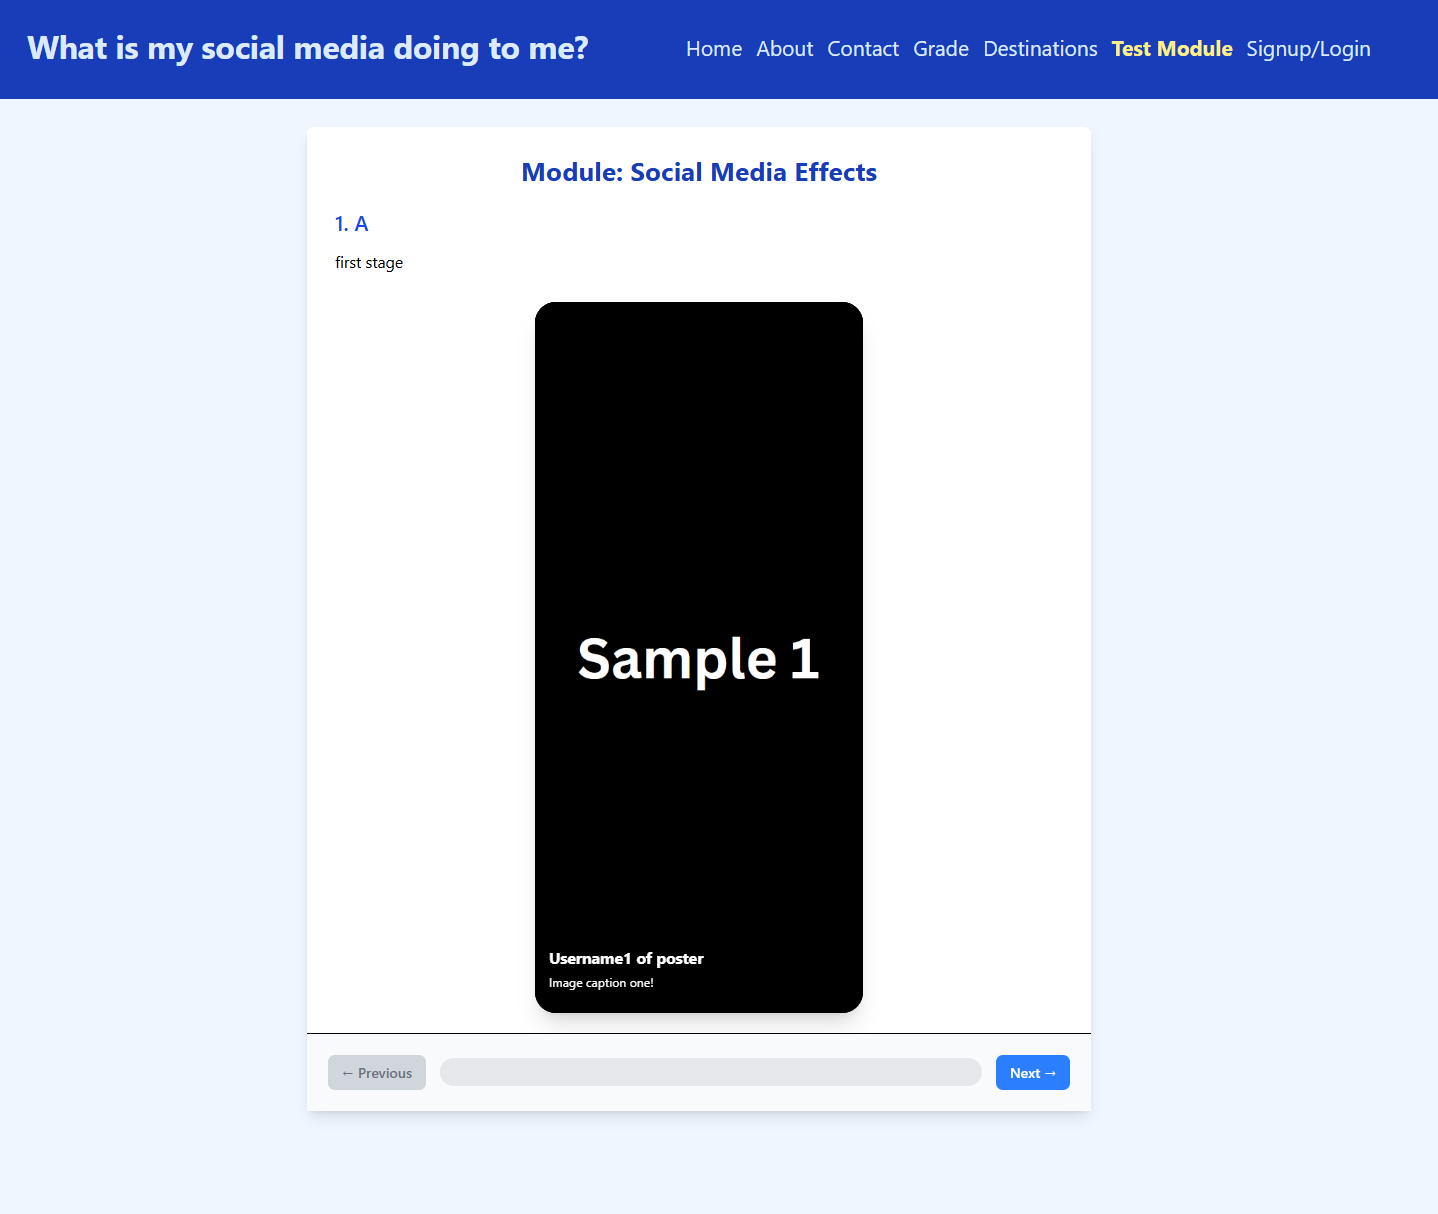 What is my social media doing to me?
Home About Contact Grade Destinations Test Module Signup/Login
Module: Social Media Effects
1. A
first stage
Sample 1
Username1 of poster
Image caption one!
← Previous
Next →